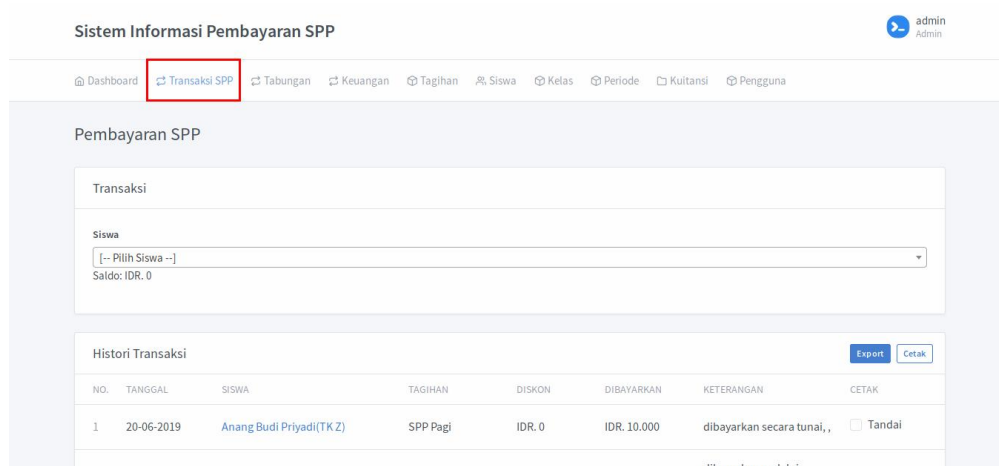 Sistem Informasi Pembayaran SPP
admin
Admin
Dashboard Transaksi SPP Tabungan Keuangan Tagihan Siswa Kelas Periode Kuitansi Pengguna
Pembayaran SPP
Transaksi
Siswa
[-- Pilih Siswa --]
Saldo: IDR. 0
Histori Transaksi Export Cetak
NO. TANGGAL SISWA TAGIHAN DISKON DIBAYARKAN KETERANGAN CETAK
1 20-06-2019 Anang Budi Priyadi(TK Z) SPP Pagi IDR. 0 IDR. 10.000 dibayarkan secara tunai, , Tandai